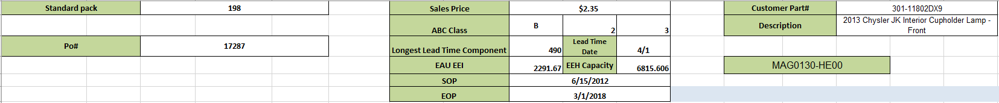 Standard pack 198 Sales Price $2.35 Customer Part# 301-11802DX9
ABC Class B 2 3 Description 2013 Chysler JK Interior Cupholder Lamp -
Front
Po# 17287 Longest Lead Time Component 490 Lead Time
Date 4/1
EAU EEI 2291.67 EEH Capacity 6815.606 MAG0130-HE00
SOP 6/15/2012
EOP 3/1/2018